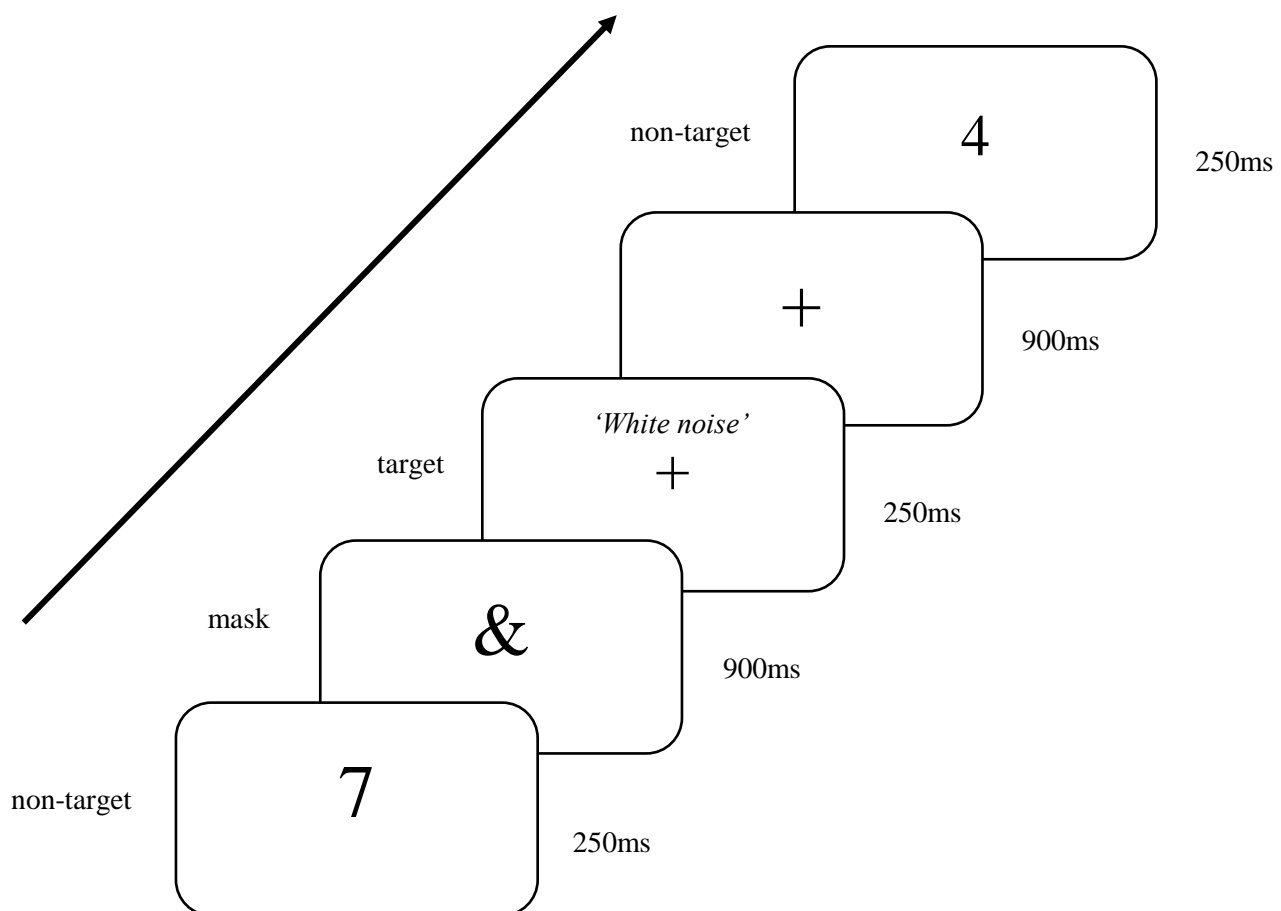 4
non-target
250ms
+
900ms
‘White noise’
+
target
250ms
&
mask
900ms
7
non-target
250ms